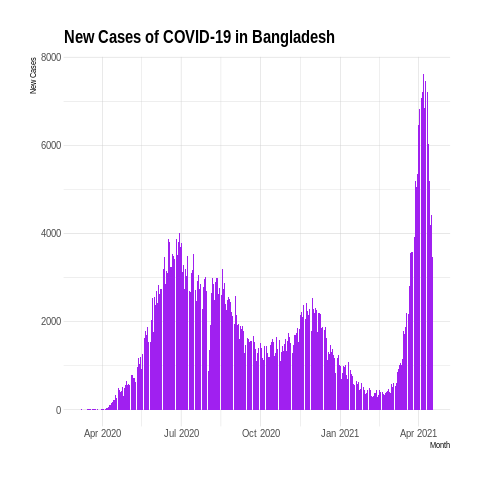 New Cases of COVID-19 in Bangladesh
New Cases
8000
6000
4000
2000
0
Apr 2020 Jul 2020 Oct 2020 Jan 2021 Apr 2021
Month